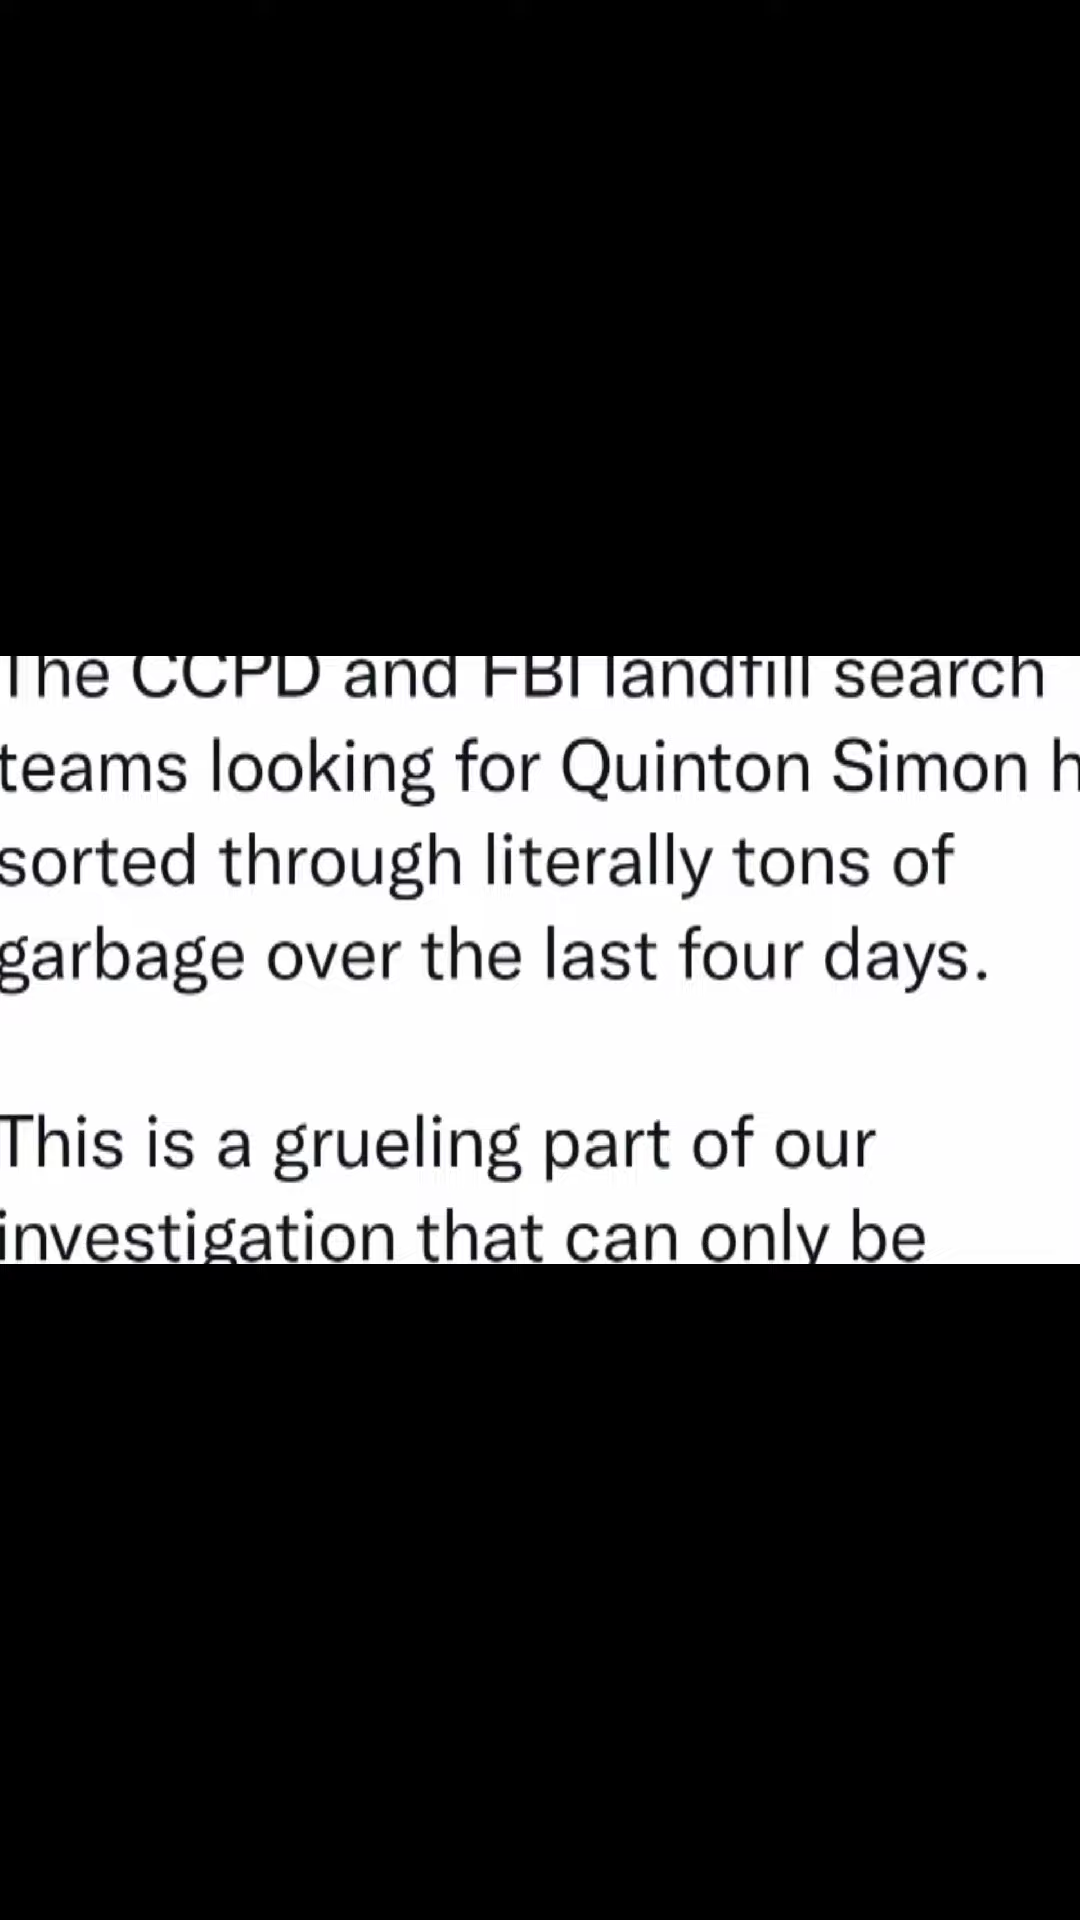 The CCPD and FBI landfill search
teams looking for Quinton Simon h
sorted through literally tons of
garbage over the last four days.
This is a grueling part of our
investigation that can only be